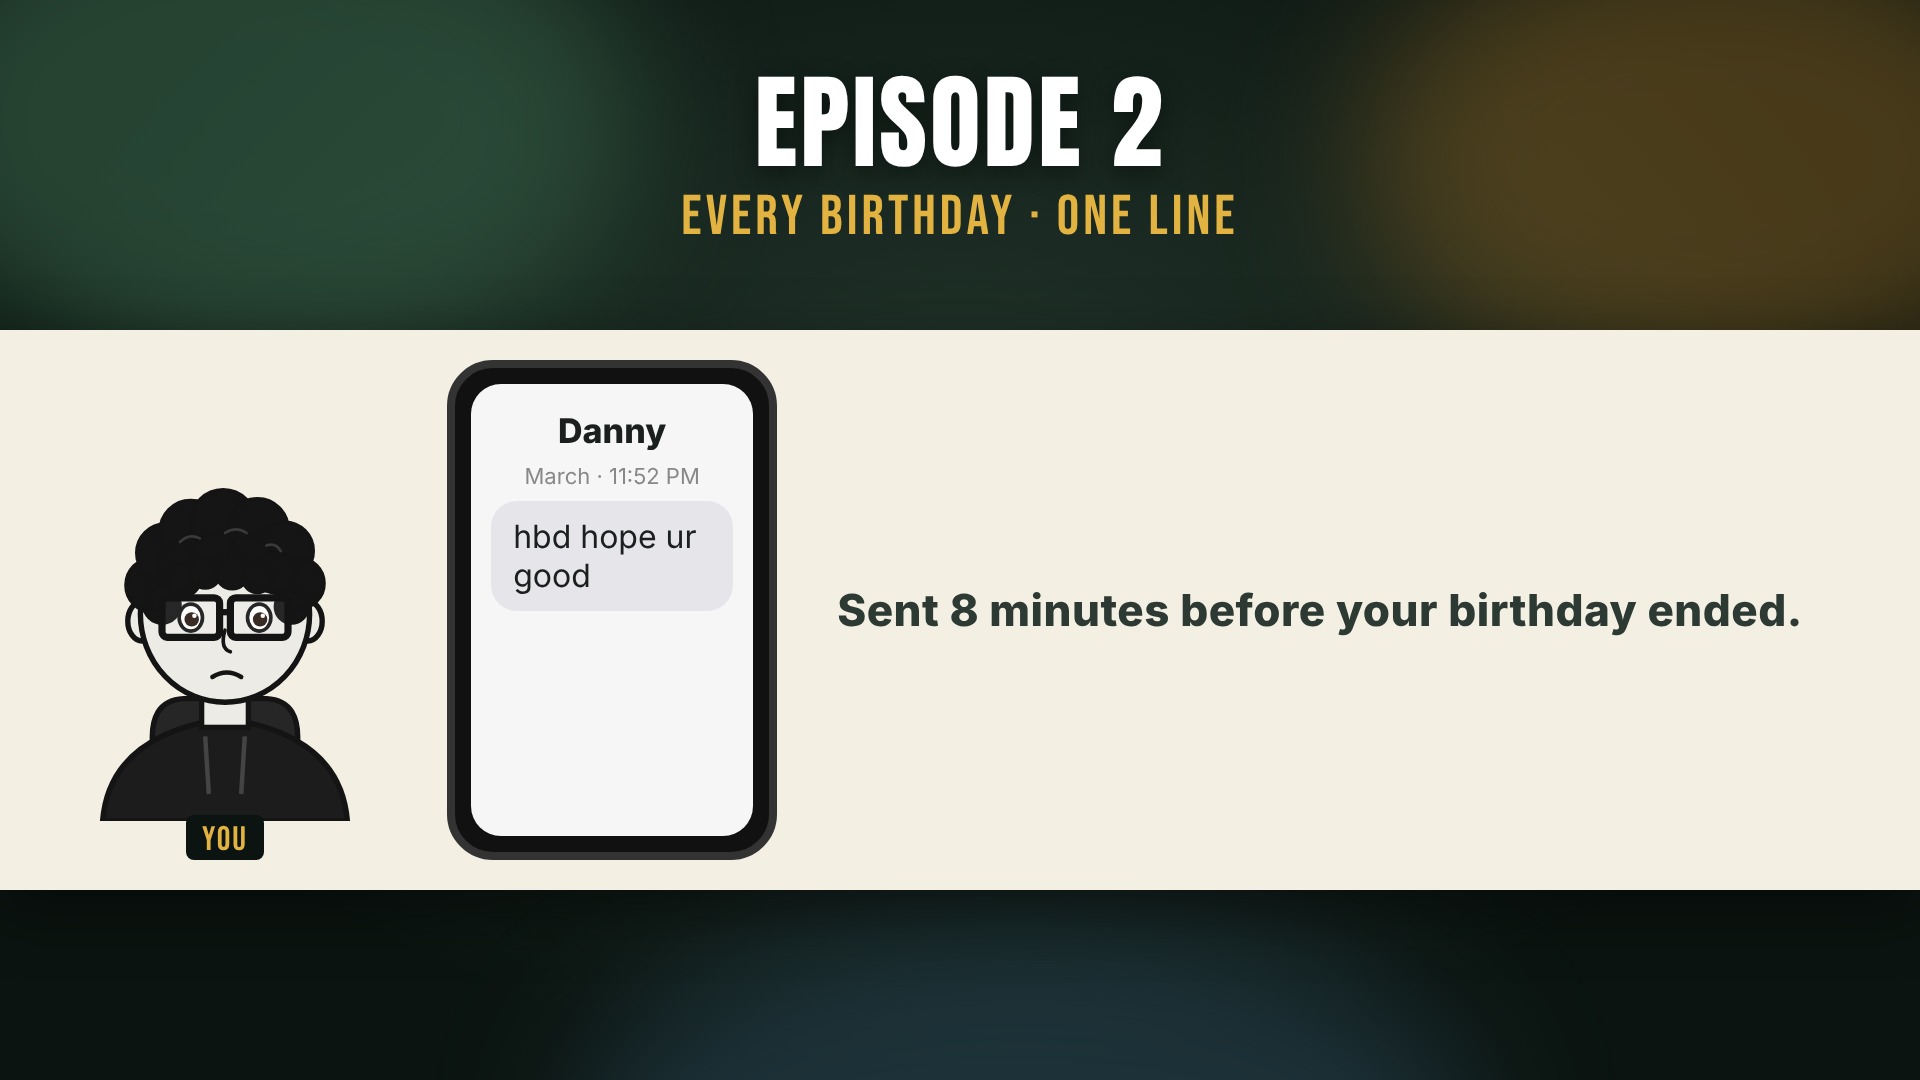 EPISODE 2
EVERY BIRTHDAY · ONE LINE
Danny
March · 11:52 PM
hbd hope ur
good
Sent 8 minutes before your birthday ended.
YOU